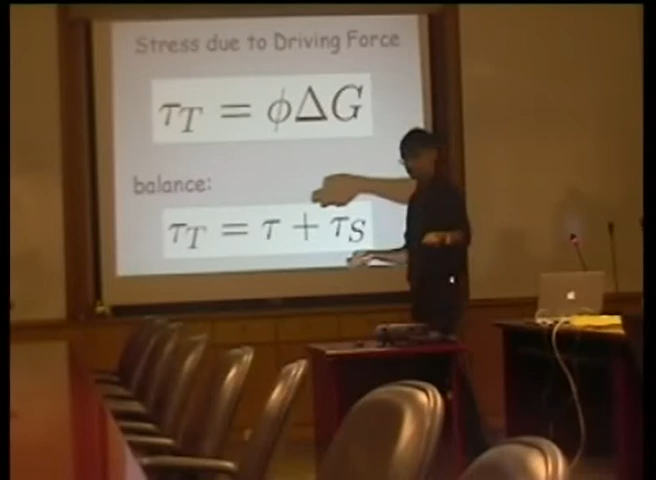 Stress due to Driving Force
τ_T = ϕΔG
balance:
τ_T = τ + τ_S